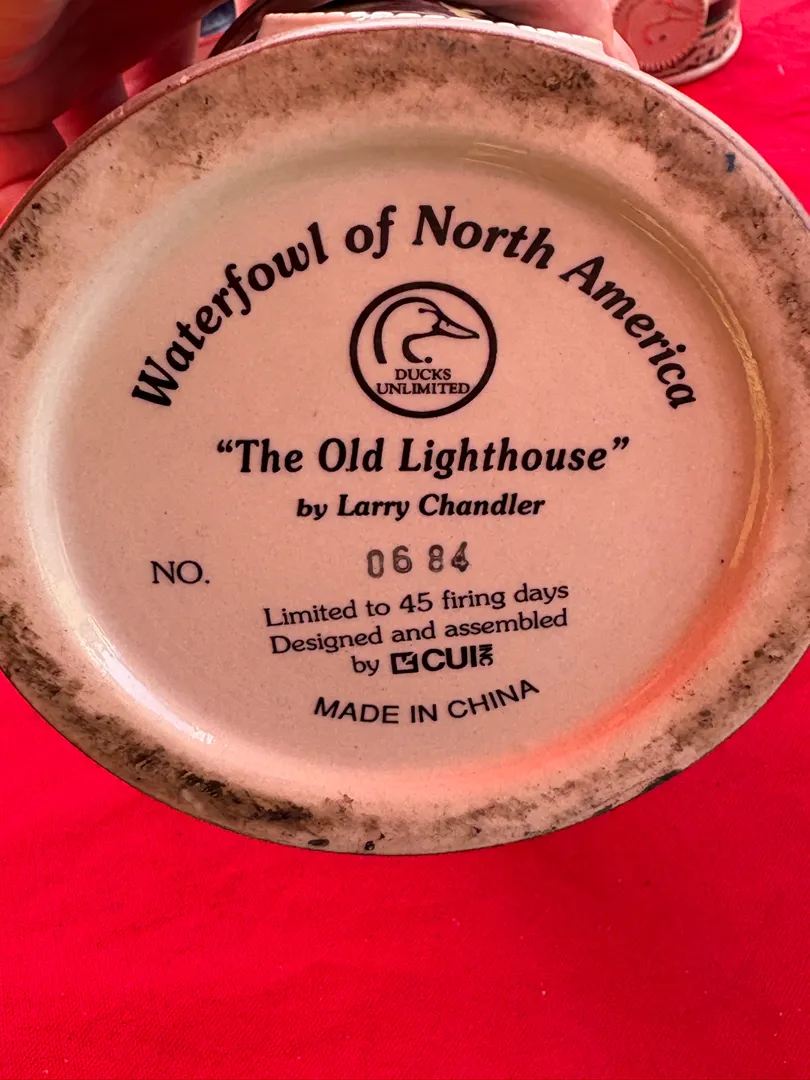 Waterfowl of North America
DUCKS
UNLIMITED
“The Old Lighthouse”
by Larry Chandler
NO. 0684
Limited to 45 firing days
Designed and assembled
by CUI INC
MADE IN CHINA